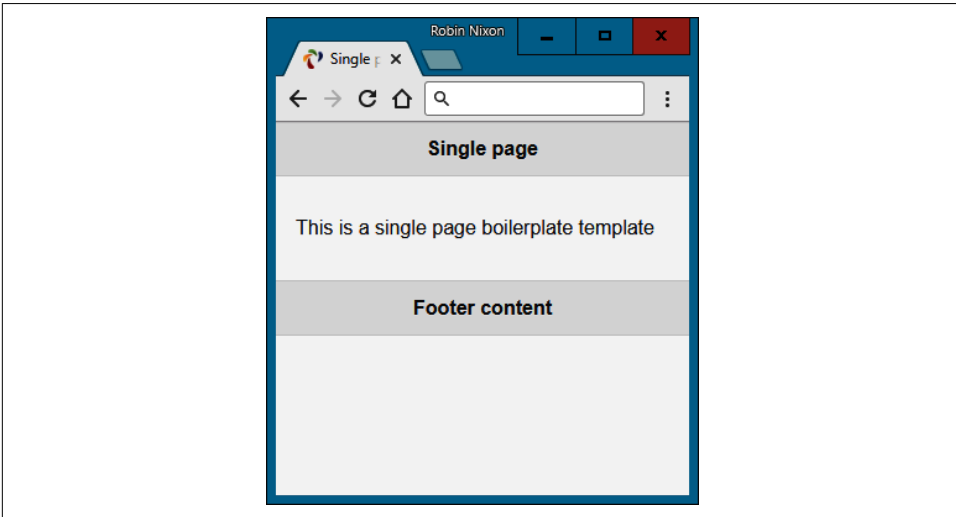 Robin Nixon
Single p
Single page
This is a single page boilerplate template
Footer content